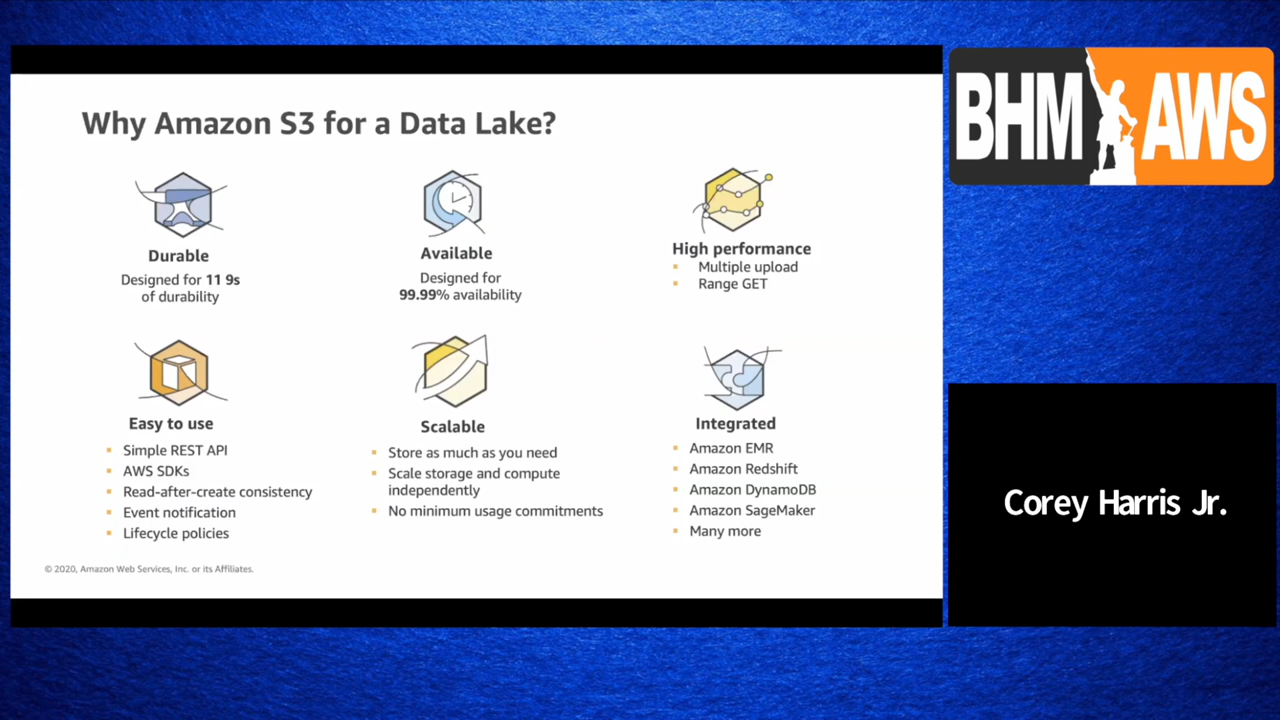 Why Amazon S3 for a Data Lake?
Durable
Designed for 11 9s
of durability
Available
Designed for
99.99% availability
High performance
Multiple upload
Range GET
Easy to use
Simple REST API
AWS SDKs
Read-after-create consistency
Event notification
Lifecycle policies
Scalable
Store as much as you need
Scale storage and compute
independently
No minimum usage commitments
Integrated
Amazon EMR
Amazon Redshift
Amazon DynamoDB
Amazon SageMaker
Many more
© 2020, Amazon Web Services, Inc. or its Affiliates.
BHM AWS
Corey Harris Jr.